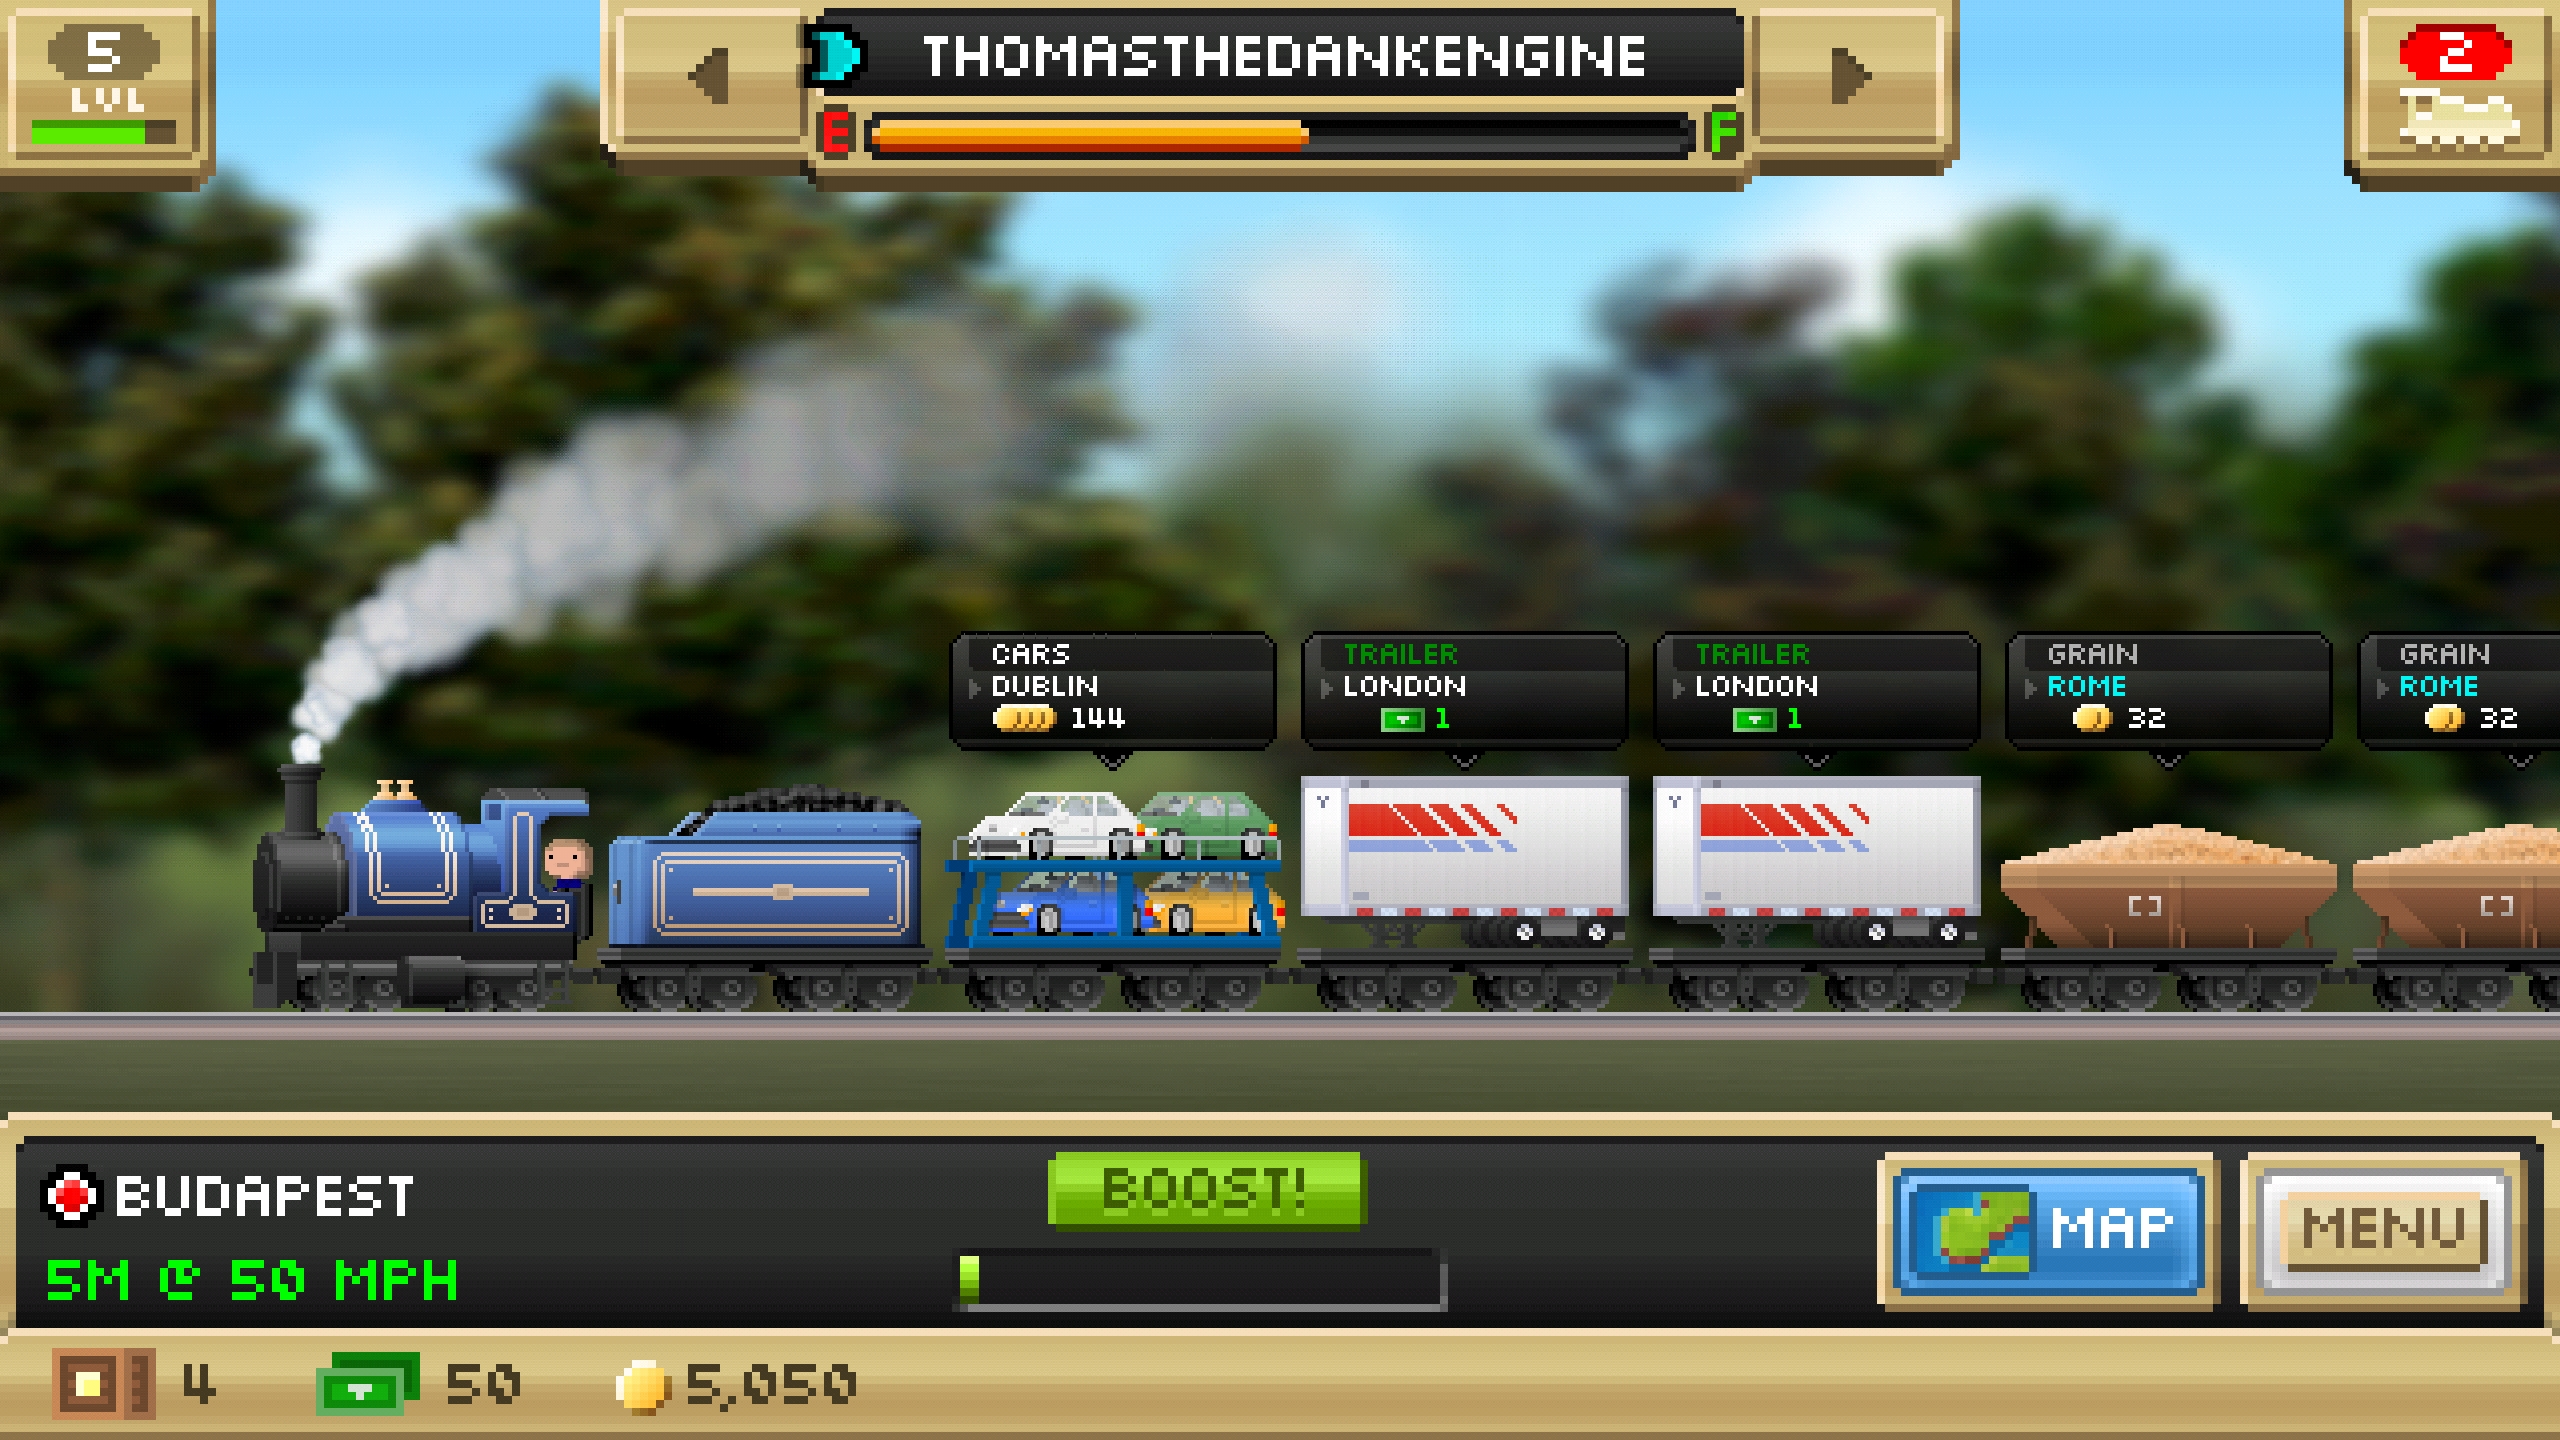 5
LVL
THOMASTHEDANKENGINE
E
F
2
CARS
DUBLIN
144
TRAILER
LONDON
1
TRAILER
LONDON
1
GRAIN
ROME
32
GRAIN
ROME
32
BUDAPEST
5M @ 50 MPH
BOOST!
MAP
MENU
4
50
5,050